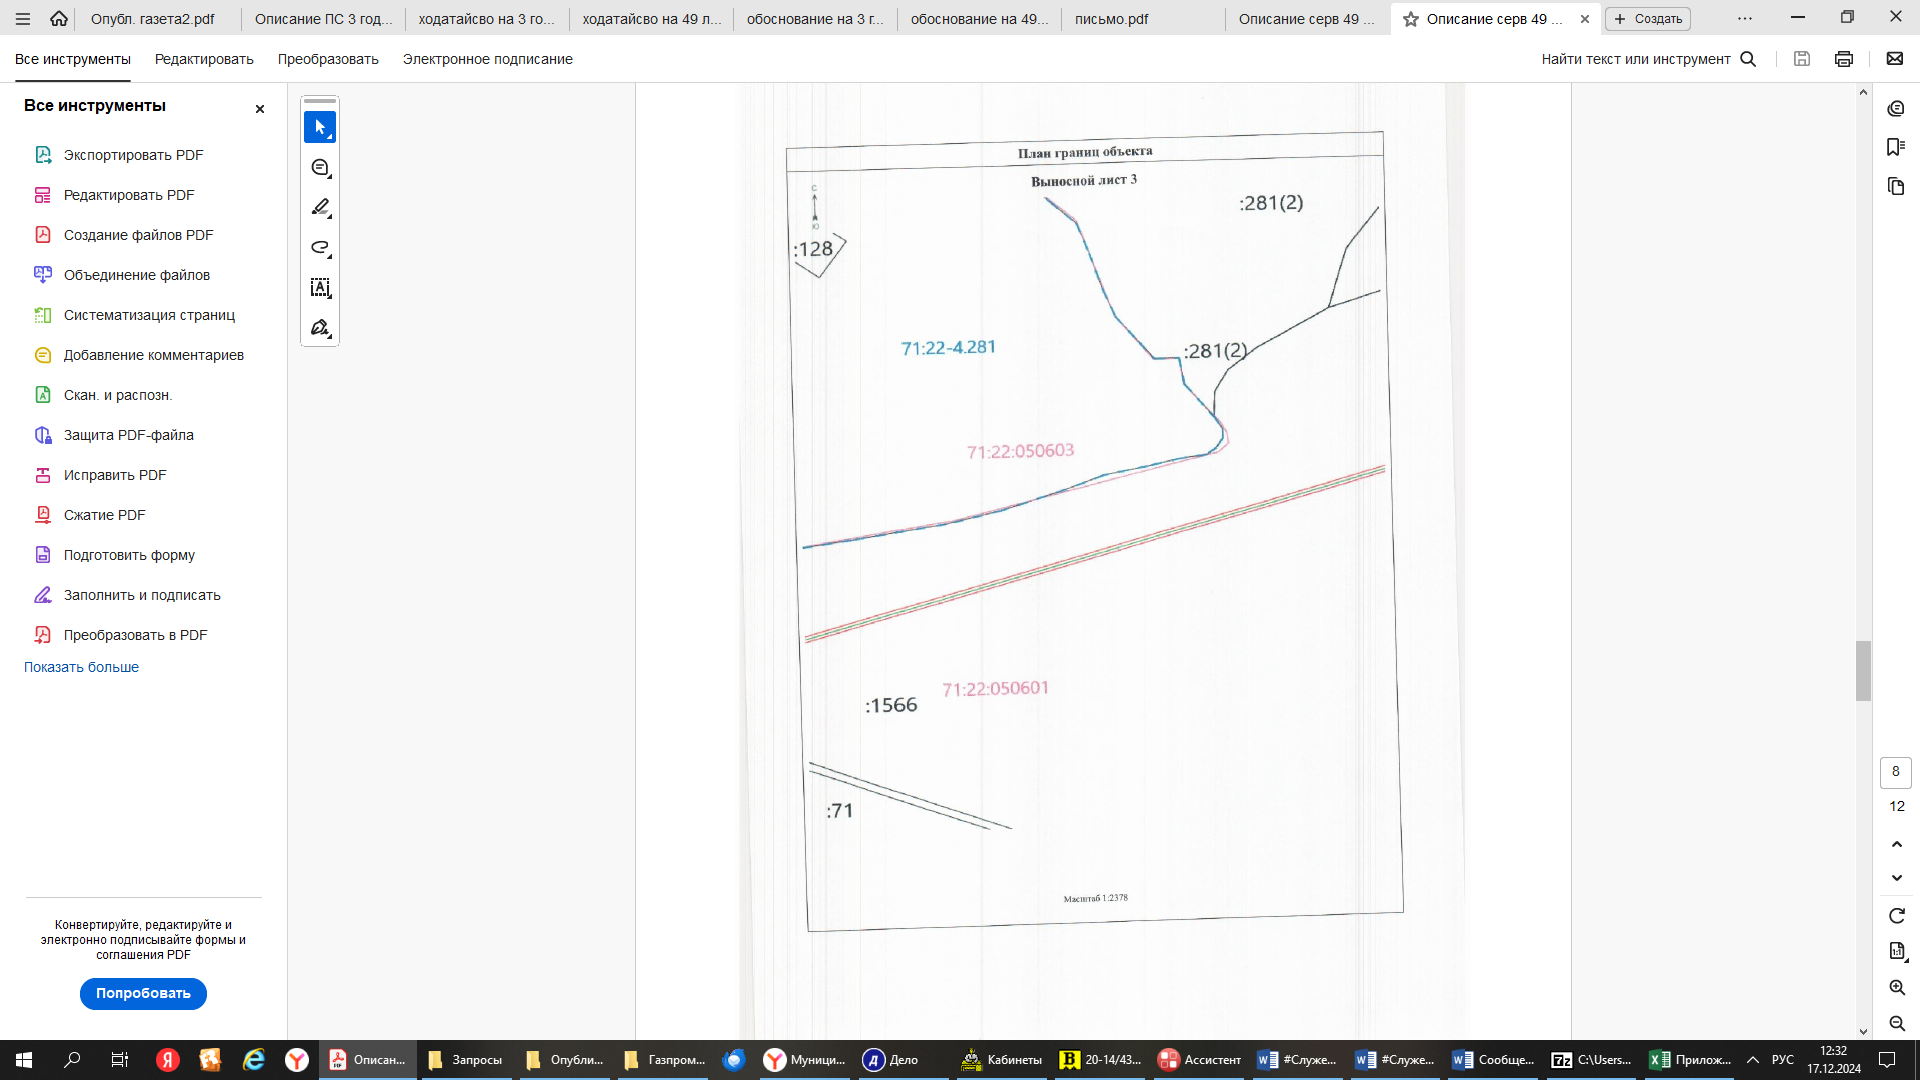 Опубл. газета2.pdf
Описание ПС 3 год...
ходатайсво на 3 го...
ходатайсво на 49 л...
обоснование на 3 г...
обоснование на 49...
письмо.pdf
Описание серв 49 ...
Описание серв 49 ...
Создать
Все инструменты
Редактировать
Преобразовать
Электронное подписание
Найти текст или инструмент
Все инструменты
Экспортировать PDF
Редактировать PDF
Создание файлов PDF
Объединение файлов
Систематизация страниц
Добавление комментариев
Скан. и распозн.
Защита PDF-файла
Исправить PDF
Сжатие PDF
Подготовить форму
Заполнить и подписать
Преобразовать в PDF
Показать больше
Конвертируйте, редактируйте и
электронно подписывайте формы и
соглашения PDF
Попробовать
План границ объекта
Выносной лист 3
С
Ю
:128
:281(2)
71:22-4.281
:281(2)
71:22:050603
71:22:050601
:1566
:71
Масштаб 1:2378
8
12
Описан...
Запросы
Опубли...
Газпром...
Муници...
Дело
Кабинеты
20-14/43...
Ассистент
#Служе...
#Служе...
Сообще...
C:\Users...
Прилож...
РУС
12:32
17.12.2024